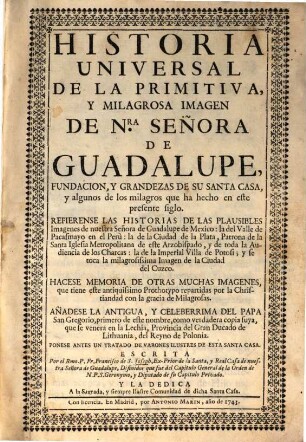 HISTORIA
UNIVERSAL
DE LA PRIMITIVA,
Y MILAGROSA IMAGEN
DE N.RA SEÑORA
DE
GUADALUPE,
FUNDACION, Y GRANDEZAS DE SU SANTA CASA,
y algunos de los milagros que ha hecho en este
presente siglo.
REFIERENSE LAS HISTORIAS DE LAS PLAUSIBLES
Imagenes de nuestra Señora de Guadalupe de Mexico: la del Valle de
Pacasmayo en el Perù: la de la Ciudad de la Plata, Patrona de la
Santa Iglesia Metropolitana de este Arzobispado, y de toda la Au-
diencia de los Charcas: la de la Imperial Villa de Potosì; y se
toca la milagrosissima Imagen de la Ciudad
del Cuzco.
HACESE MEMORIA DE OTRAS MUCHAS IMAGENES,
que tiene este antiquissimo Prototypo repartidas por la Chris-
tiandad con la gracia de Milagrosas.
AÑADESE LA ANTIGUA, Y CELEBERRIMA DEL PAPA
San Gregorio, primero de este nombre, como verdadera copia suya,
que se venera en la Lechia, Provincia del Gran Ducado de
Lithuania, del Reyno de Polonia.
PONESE ANTES UN TRATADO DE VARONES ILUSTRES DE ESTA SANTA CASA.
ESCRITA
Por el Rmo. P. Fr. Francisco de S. Joseph, Ex-Prior de la Santa, y Real Casa de nues-
tra Señora de Guadalupe, Difinidor que fue del Capitulo General de la Orden de
N.P.S. Geronymo, y Diputado de su Capitulo Privado.
Y LA DEDICA
A la Sagrada, y siempre Ilustre Comunidad de dicha Santa Casa.
CON LICENCIA. En Madrid, por ANTONIO MARIN, año de 1743.